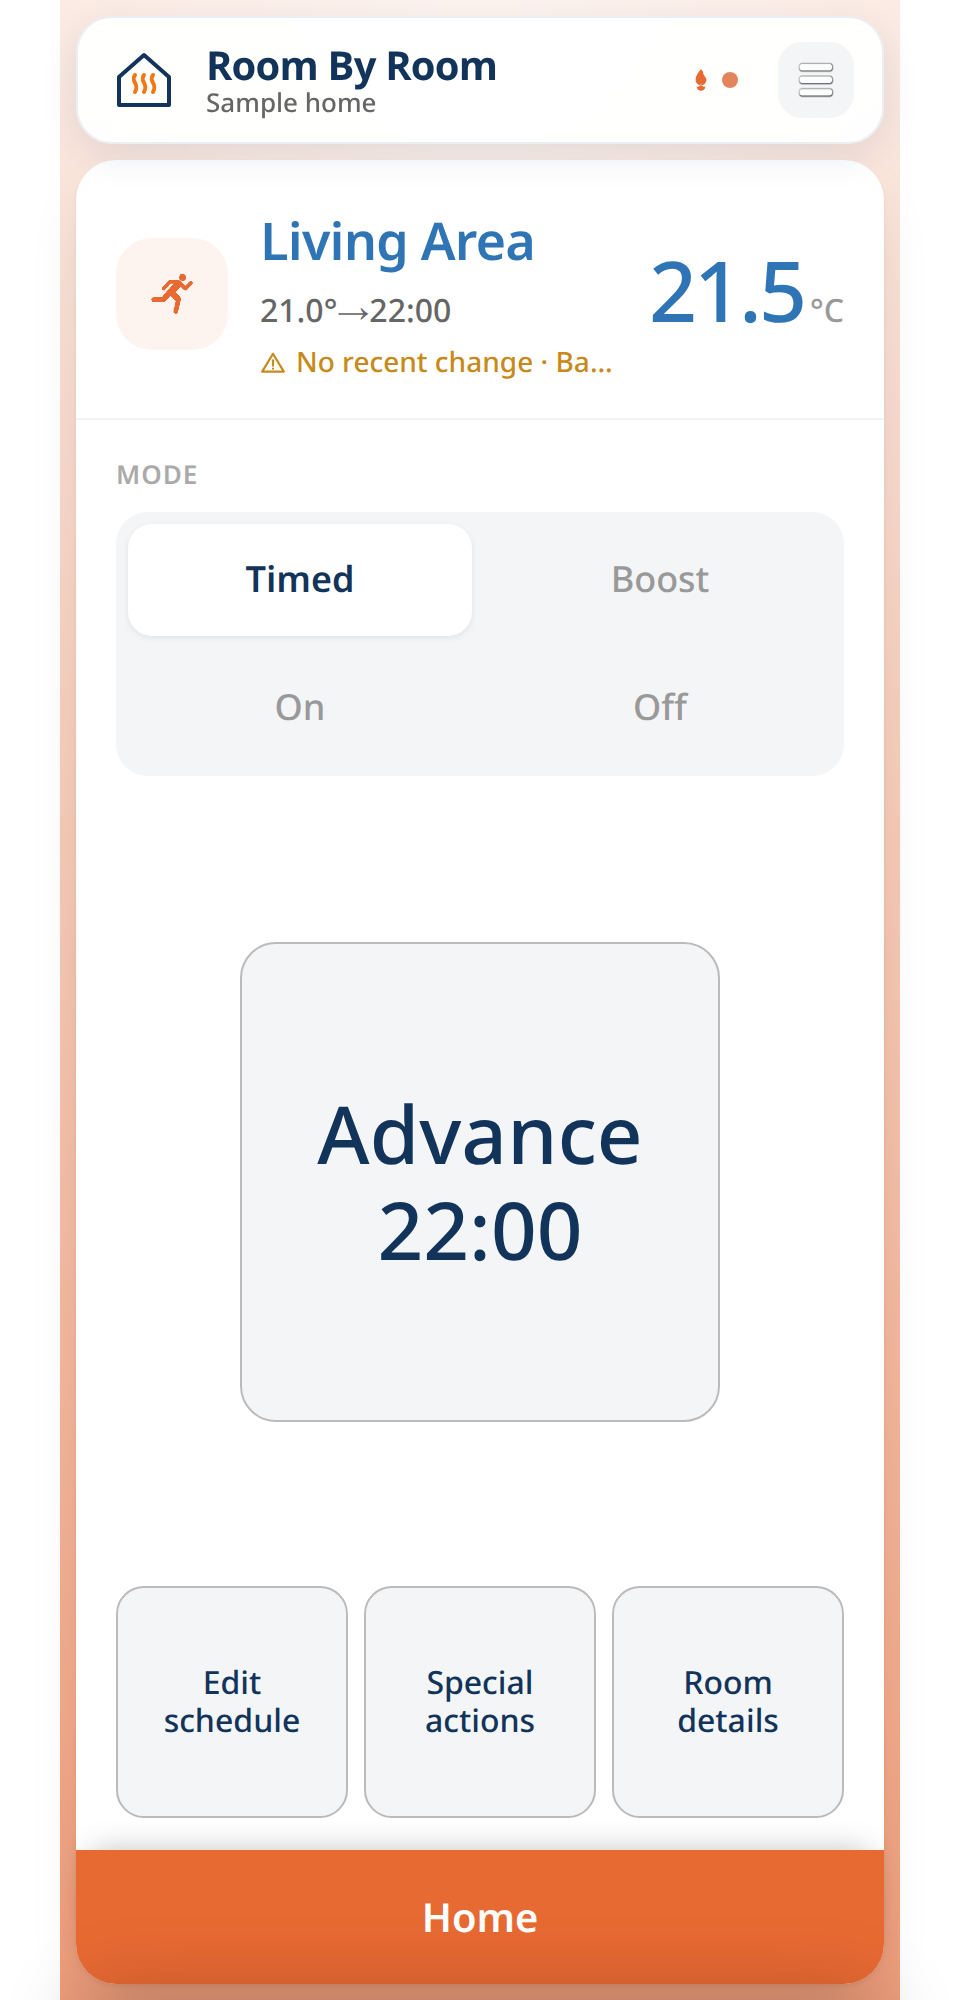 Room By Room
Sample home
Living Area
21.0°→22:00
21.5 °C
No recent change · Ba...
MODE
Timed
Boost
On
Off
Advance
22:00
Edit
schedule
Special
actions
Room
details
Home